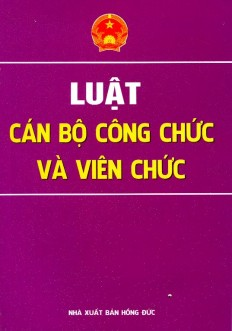 LUẬT
CÁN BỘ CÔNG CHỨC
VÀ VIÊN CHỨC
NHÀ XUẤT BẢN HỒNG ĐỨC